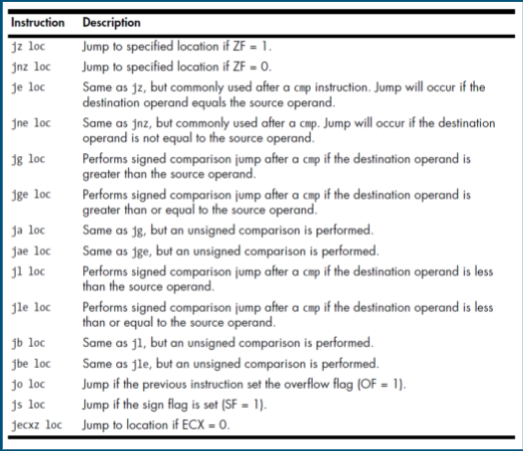 Instruction Description
jz loc Jump to specified location if ZF = 1.
jnz loc Jump to specified location if ZF = 0.
je loc Same as jz, but commonly used after a cmp instruction. Jump will occur if the
destination operand equals the source operand.
jne loc Same as jnz, but commonly used after a cmp. Jump will occur if the destination
operand is not equal to the source operand.
jg loc Performs signed comparison jump after a cmp if the destination operand is
greater than the source operand.
jge loc Performs signed comparison jump after a cmp if the destination operand is
greater than or equal to the source operand.
ja loc Same as jg, but an unsigned comparison is performed.
jae loc Same as jge, but an unsigned comparison is performed.
jl loc Performs signed comparison jump after a cmp if the destination operand is less
than the source operand.
jle loc Performs signed comparison jump after a cmp if the destination operand is less
than or equal to the source operand.
jb loc Same as jl, but an unsigned comparison is performed.
jbe loc Same as jle, but an unsigned comparison is performed.
jo loc Jump if the previous instruction set the overflow flag (OF = 1).
js loc Jump if the sign flag is set (SF = 1).
jecxz loc Jump to location if ECX = 0.